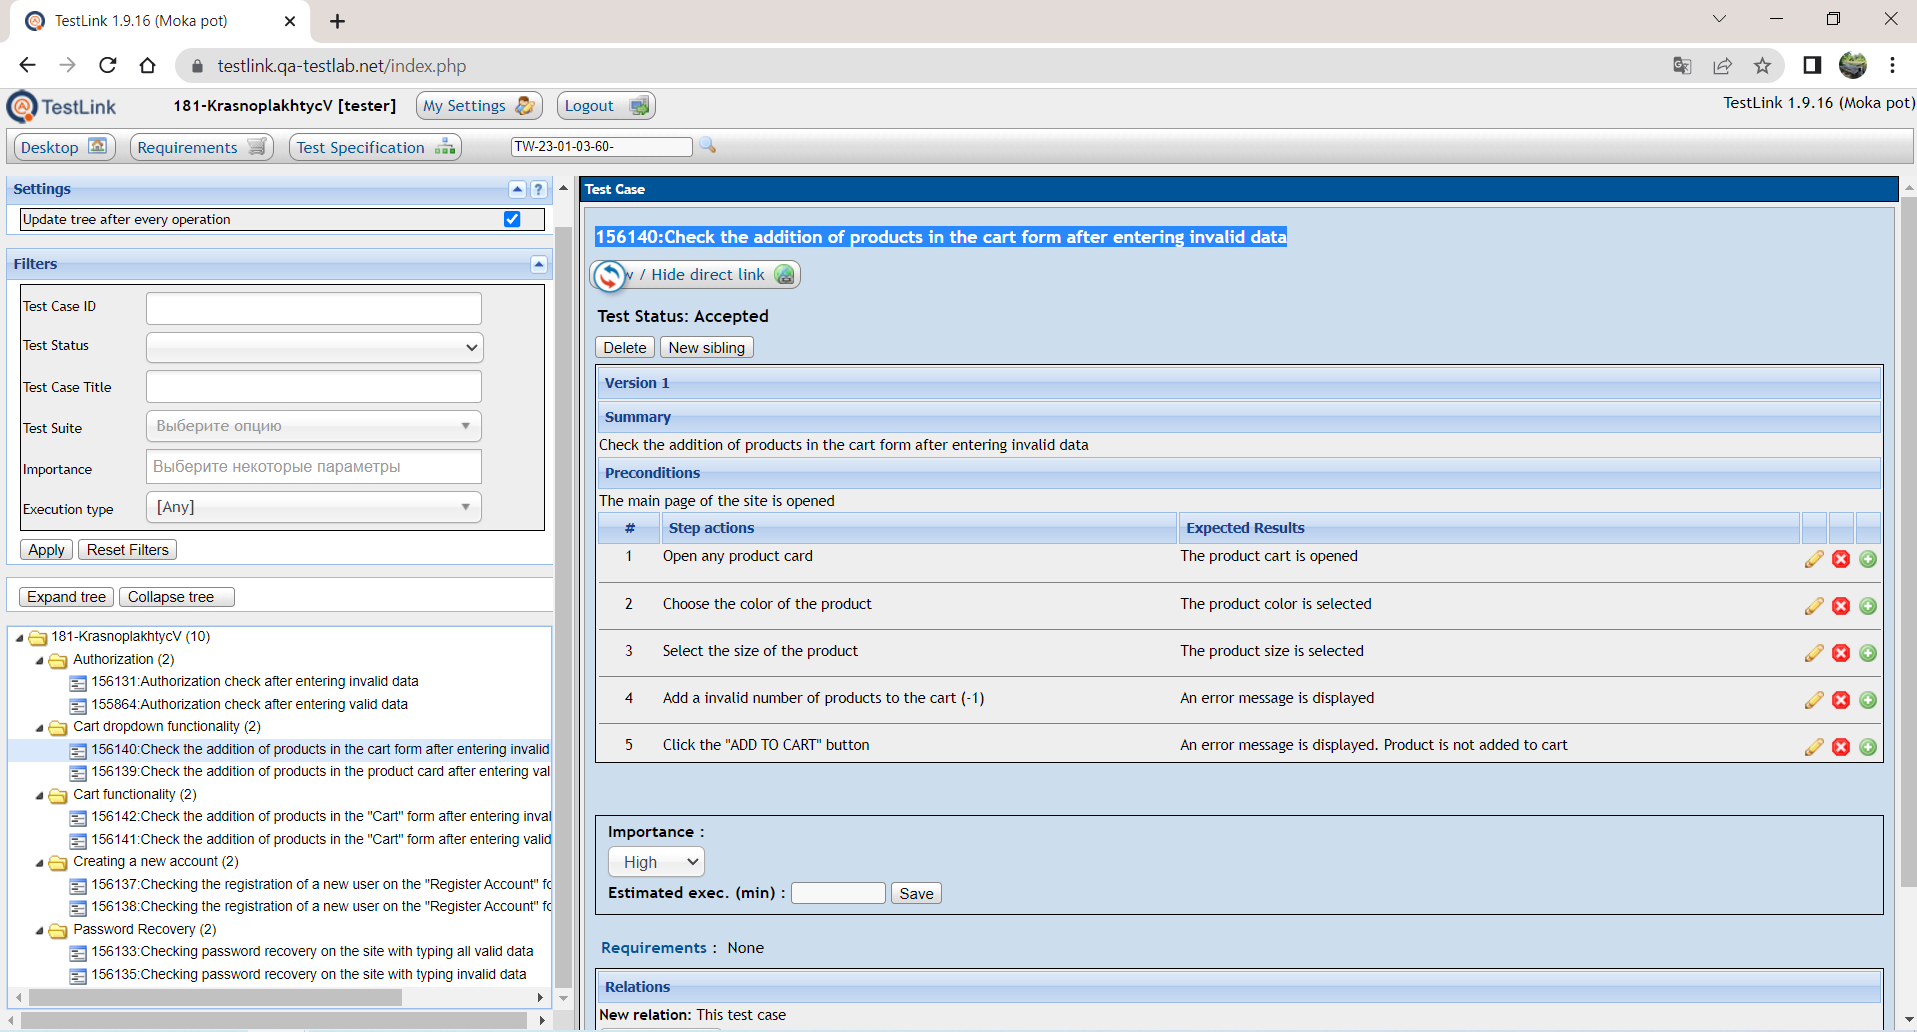 TestLink 1.9.16 (Moka pot)
testlink.qa-testlab.net/index.php
TestLink
181-KrasnoplakhtycV [tester]
My Settings
Logout
TestLink 1.9.16 (Moka pot)
Desktop
Requirements
Test Specification
TW-23-01-03-60-
Settings
Update tree after every operation
Filters
Test Case ID
Test Status
Test Case Title
Test Suite Выберите опцию
Importance Выберите некоторые параметры
Execution type [Any]
Apply Reset Filters
Expand tree Collapse tree
181-KrasnoplakhtycV (10)
Authorization (2)
156131:Authorization check after entering invalid data
155864:Authorization check after entering valid data
Cart dropdown functionality (2)
156140:Check the addition of products in the cart form after entering invalid
156139:Check the addition of products in the product card after entering val
Cart functionality (2)
156142:Check the addition of products in the "Cart" form after entering inval
156141:Check the addition of products in the "Cart" form after entering valid
Creating a new account (2)
156137:Checking the registration of a new user on the "Register Account" fo
156138:Checking the registration of a new user on the "Register Account" fo
Password Recovery (2)
156133:Checking password recovery on the site with typing all valid data
156135:Checking password recovery on the site with typing invalid data
Test Case
156140:Check the addition of products in the cart form after entering invalid data
w / Hide direct link
Test Status: Accepted
Delete New sibling
Version 1
Summary
Check the addition of products in the cart form after entering invalid data
Preconditions
The main page of the site is opened
# Step actions Expected Results
1 Open any product card The product cart is opened
2 Choose the color of the product The product color is selected
3 Select the size of the product The product size is selected
4 Add a invalid number of products to the cart (-1) An error message is displayed
5 Click the "ADD TO CART" button An error message is displayed. Product is not added to cart
Importance :
High
Estimated exec. (min) : Save
Requirements : None
Relations
New relation: This test case